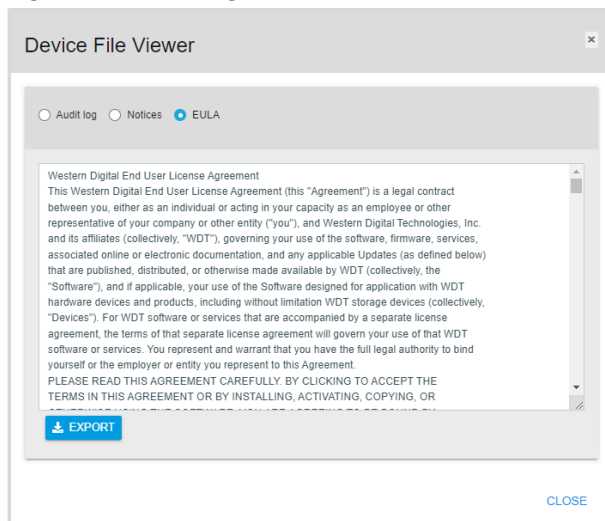 Device File Viewer
×
Audit log Notices EULA
Western Digital End User License Agreement
This Western Digital End User License Agreement (this "Agreement") is a legal contract
between you, either as an individual or acting in your capacity as an employee or other
representative of your company or other entity ("you"), and Western Digital Technologies, Inc.
and its affiliates (collectively, "WDT"), governing your use of the software, firmware, services,
associated online or electronic documentation, and any applicable Updates (as defined below)
that are published, distributed, or otherwise made available by WDT (collectively, the
"Software"), and if applicable, your use of the Software designed for application with WDT
hardware devices and products, including without limitation WDT storage devices (collectively,
"Devices"). For WDT software or services that are accompanied by a separate license
agreement, the terms of that separate license agreement will govern your use of that WDT
software or services. You represent and warrant that you have the full legal authority to bind
yourself or the employer or entity you represent to this Agreement.
PLEASE READ THIS AGREEMENT CAREFULLY. BY CLICKING TO ACCEPT THE
TERMS IN THIS AGREEMENT OR BY INSTALLING, ACTIVATING, COPYING, OR
EXPORT
CLOSE